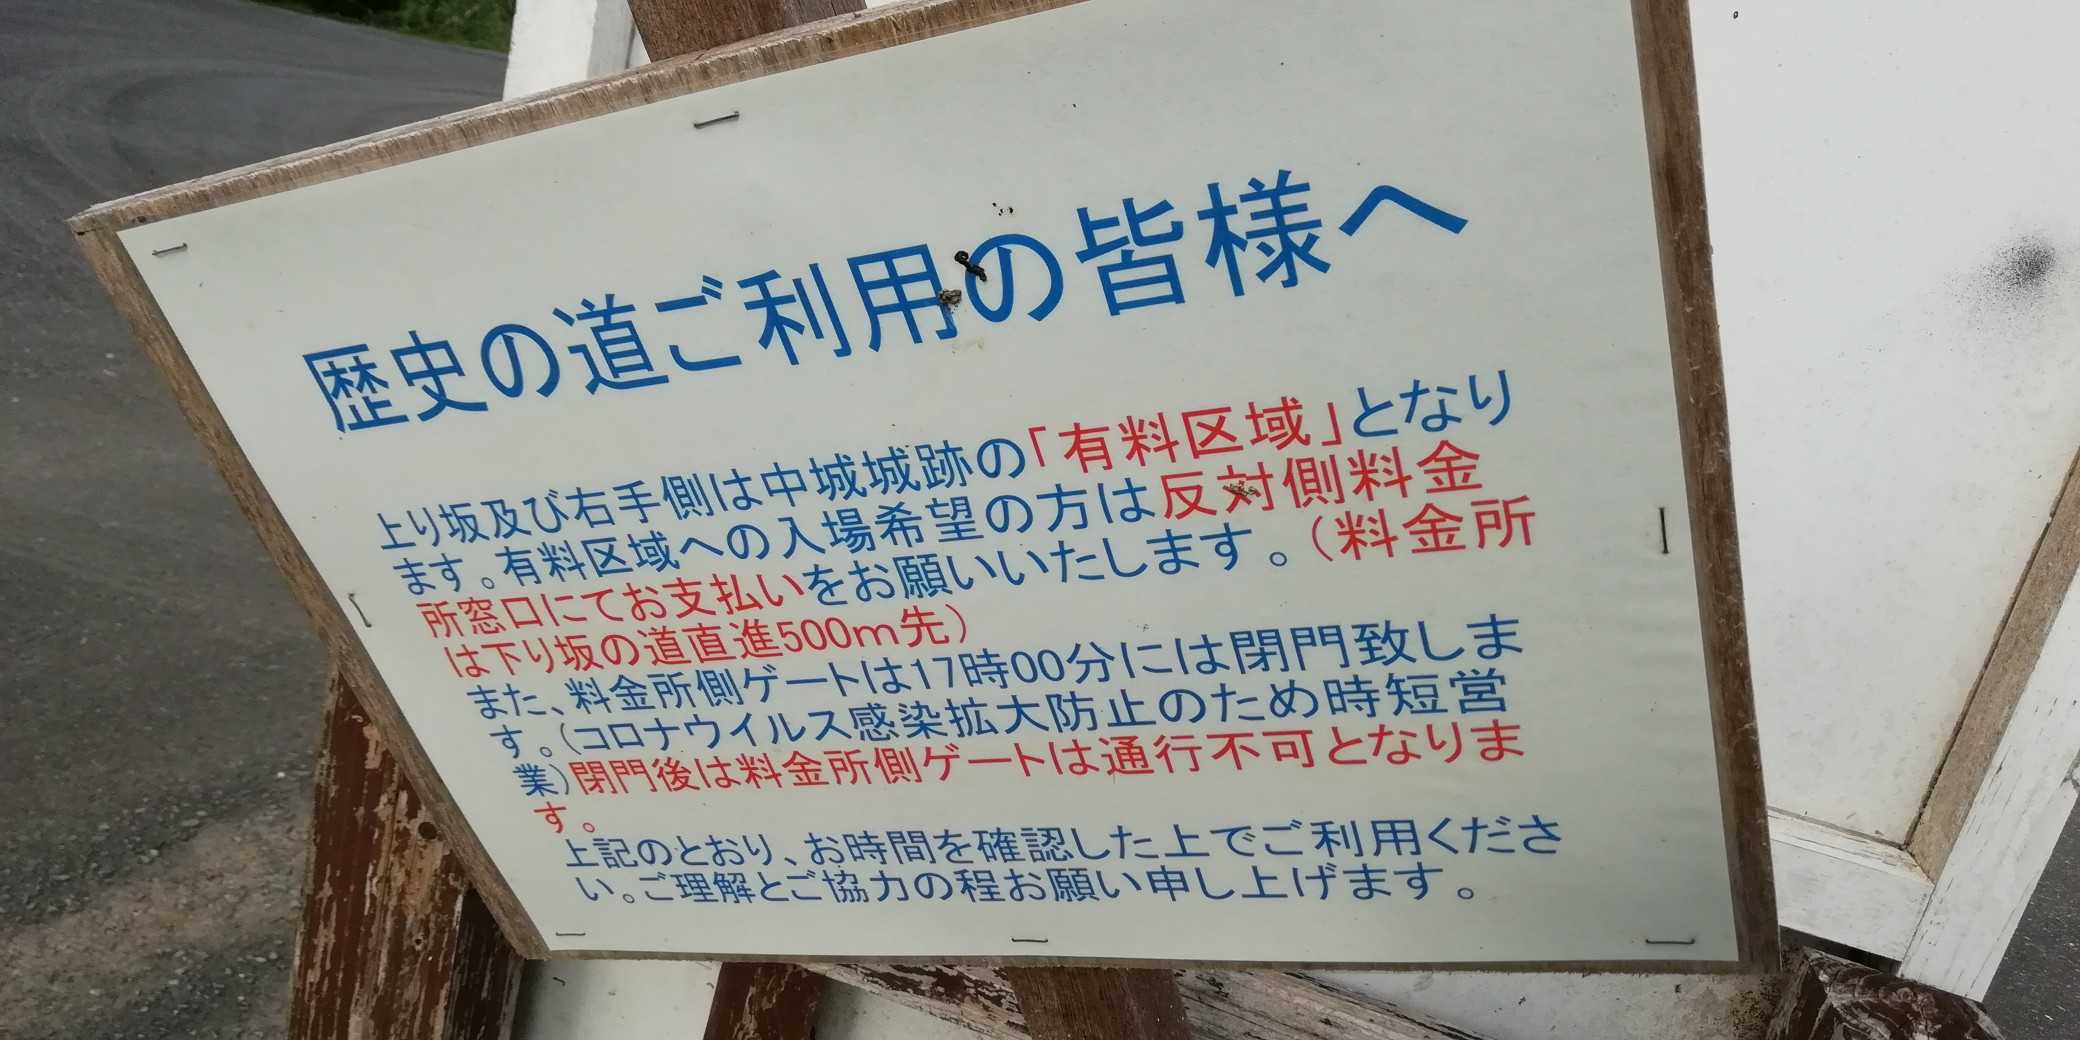 歴史の道ご利用の皆様へ
上り坂及び右手側は中城城跡の「有料区域」となり
ます。有料区域への入場希望の方は反対側料金
所窓口にてお支払いをお願いいたします。(料金所
は下り坂の道直進500m先)
また、料金所側ゲートは17時00分には閉門致しま
す。(コロナウイルス感染拡大防止のため時短営
業)閉門後は料金所側ゲートは通行不可となりま
す。
上記のとおり、お時間を確認した上でご利用くださ
い。ご理解とご協力の程お願い申し上げます。